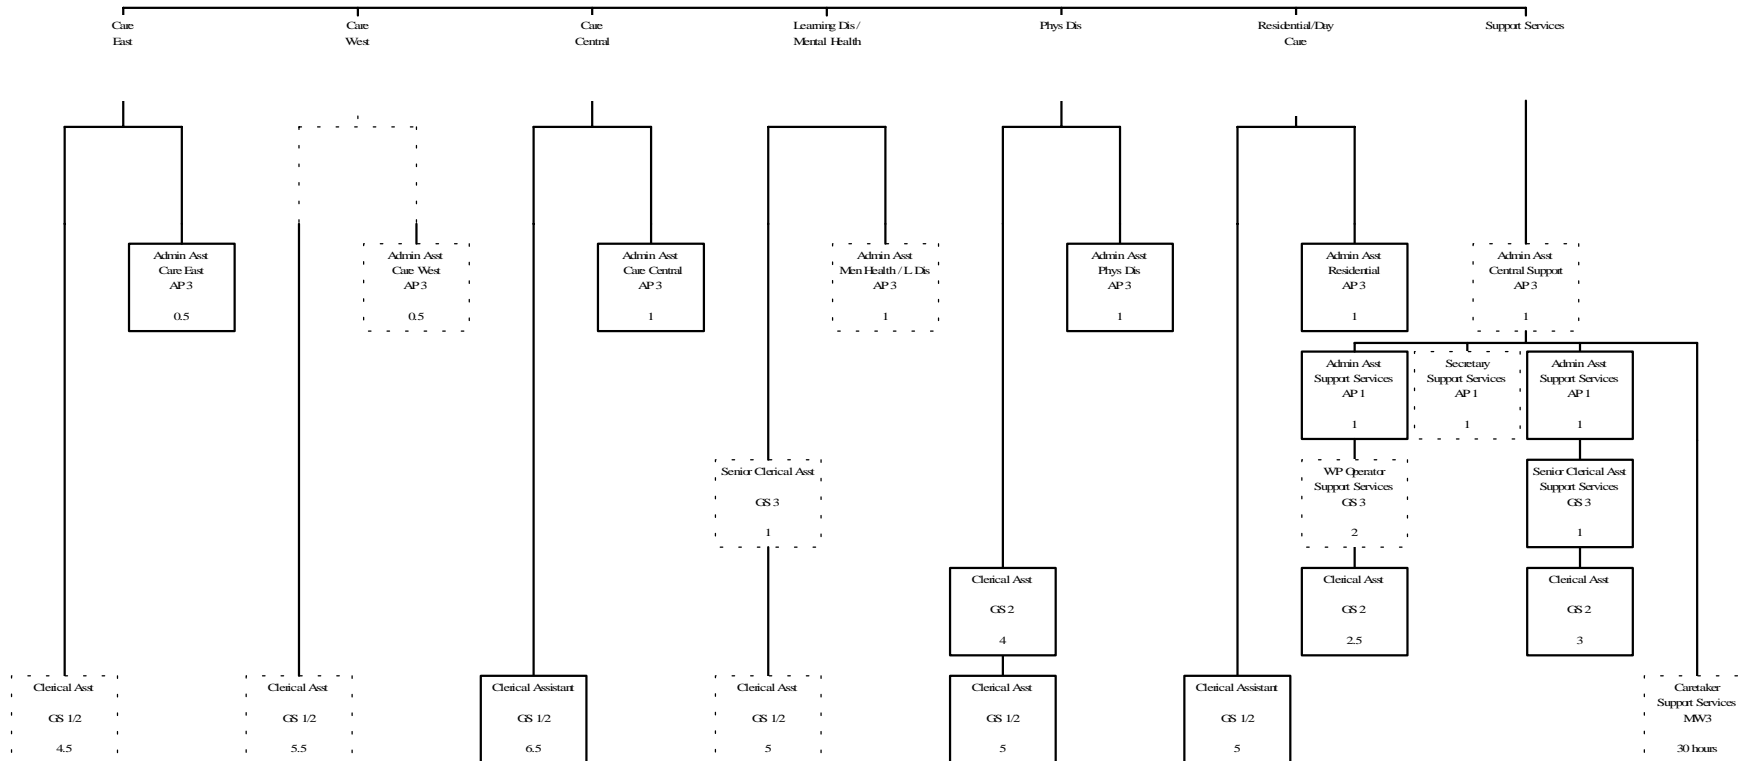 Care
East
Care
West
Care
Central
Learning Dis /
Mental Health
Phys Dis
Residential/Day
Care
Support Services
Admin Asst
Care East
AP 3
0.5
Admin Asst
Care West
AP 3
0.5
Admin Asst
Care Central
AP 3
1
Admin Asst
Men Health / L Dis
AP 3
1
Admin Asst
Phys Dis
AP 3
1
Admin Asst
Residential
AP 3
1
Admin Asst
Central Support
AP 3
1
Admin Asst
Support Services
AP 1
1
Secretary
Support Services
AP 1
1
Admin Asst
Support Services
AP 1
1
Senior Clerical Asst
GS 3
1
WP Operator
Support Services
GS 3
2
Senior Clerical Asst
Support Services
GS 3
1
Clerical Asst
GS 2
4
Clerical Asst
GS 2
2.5
Clerical Asst
GS 2
3
Clerical Asst
GS 1/2
4.5
Clerical Asst
GS 1/2
5.5
Clerical Assistant
GS 1/2
6.5
Clerical Asst
GS 1/2
5
Clerical Asst
GS 1/2
5
Clerical Assistant
GS 1/2
5
Caretaker
Support Services
MW3
30 hours